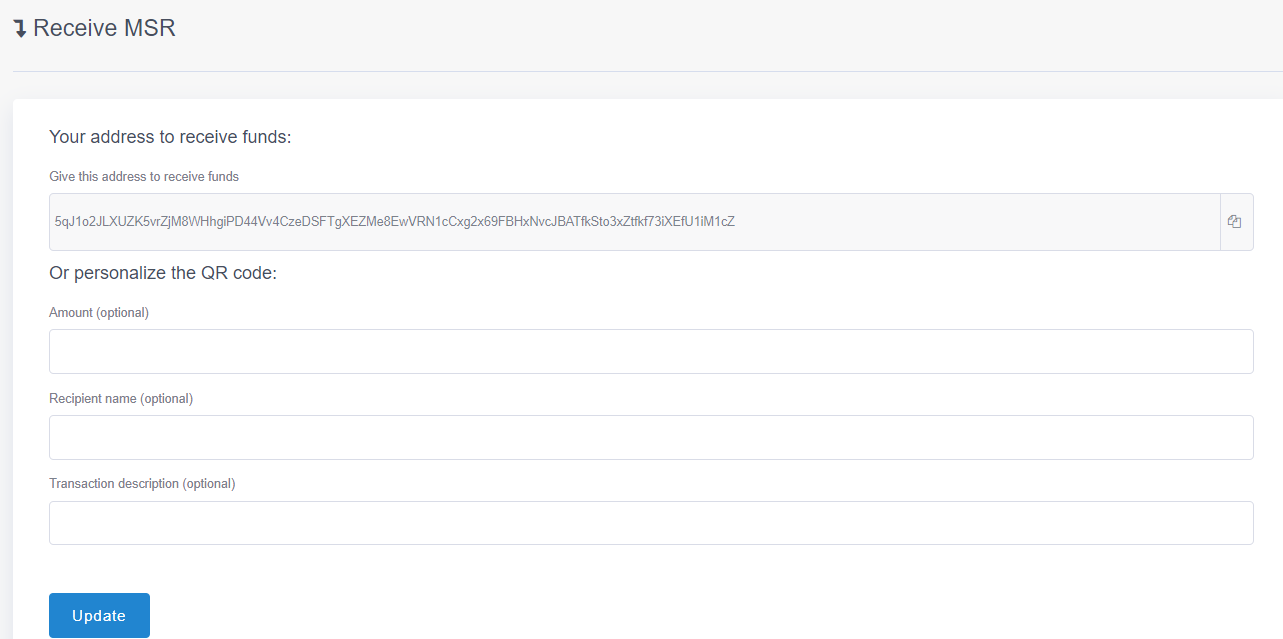 Receive MSR
Your address to receive funds:
Give this address to receive funds
5qJ1o2JLXUZK5vrZjM8WHhgiPD44Vv4CzeDSFTgXEZMe8EwVRN1cCxg2x69FBHxNvcJBATfkSto3xZtfkf73iXEfU1iM1cZ
Or personalize the QR code:
Amount (optional)
Recipient name (optional)
Transaction description (optional)
Update